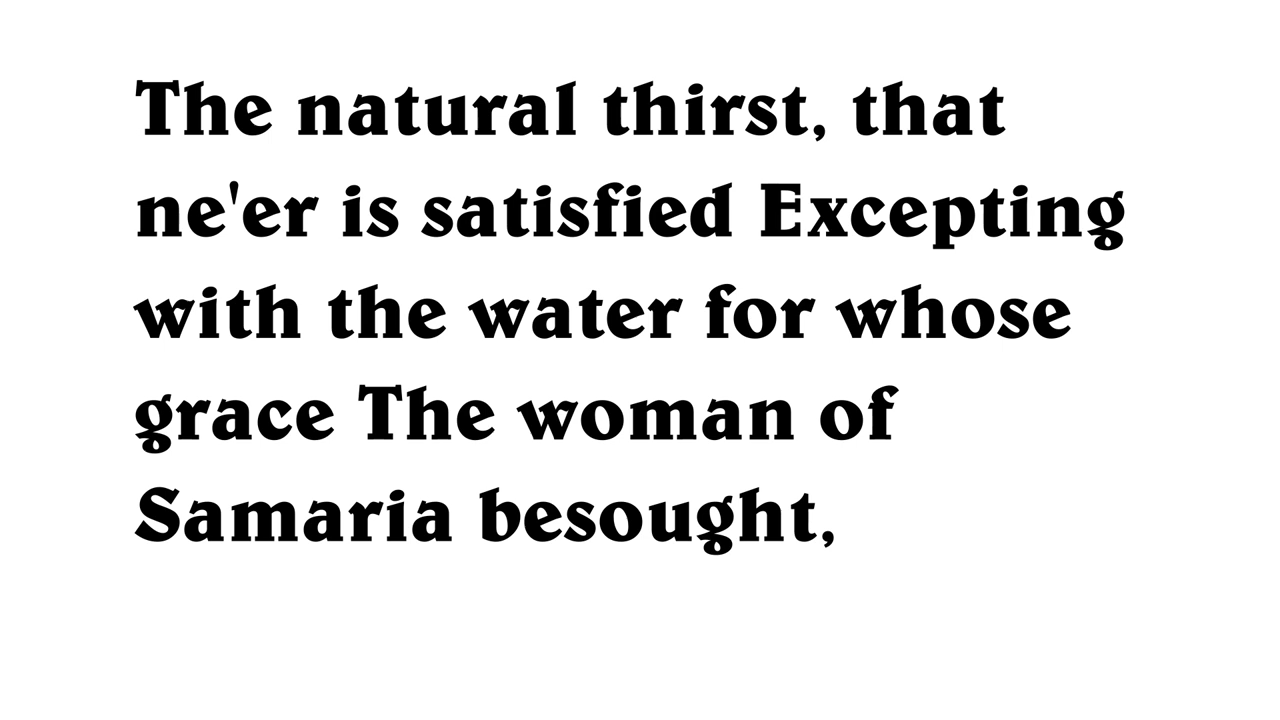 The natural thirst, that
ne'er is satisfied Excepting
with the water for whose
grace The woman of
Samaria besought,